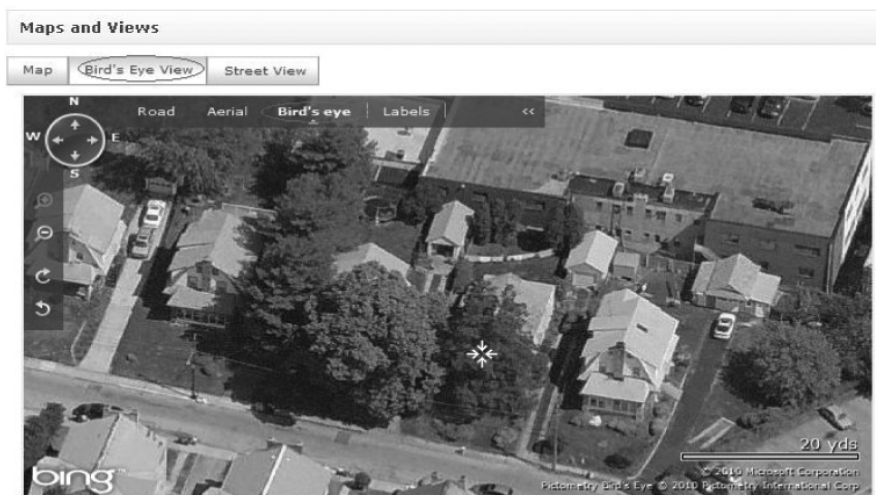 Maps and Views
Map Bird's Eye View Street View
N
Road Aerial Bird's eye Labels <<
W E
S
20 yds
bing™
© 2010 Microsoft Corporation
Pictometry Bird's Eye © 2010 Pictometry International Corp